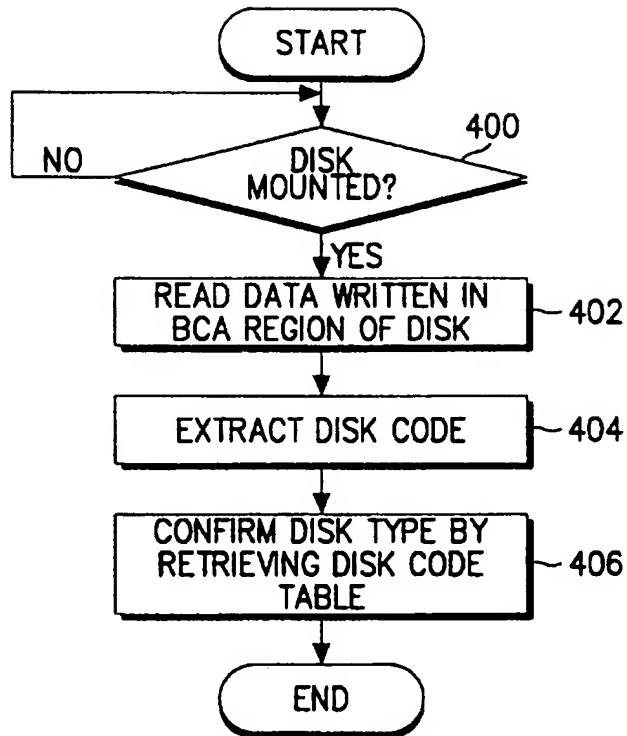 START
400
DISK
MOUNTED?
NO
YES
READ DATA WRITTEN IN
BCA REGION OF DISK
402
EXTRACT DISK CODE
404
CONFIRM DISK TYPE BY
RETRIEVING DISK CODE
TABLE
406
END